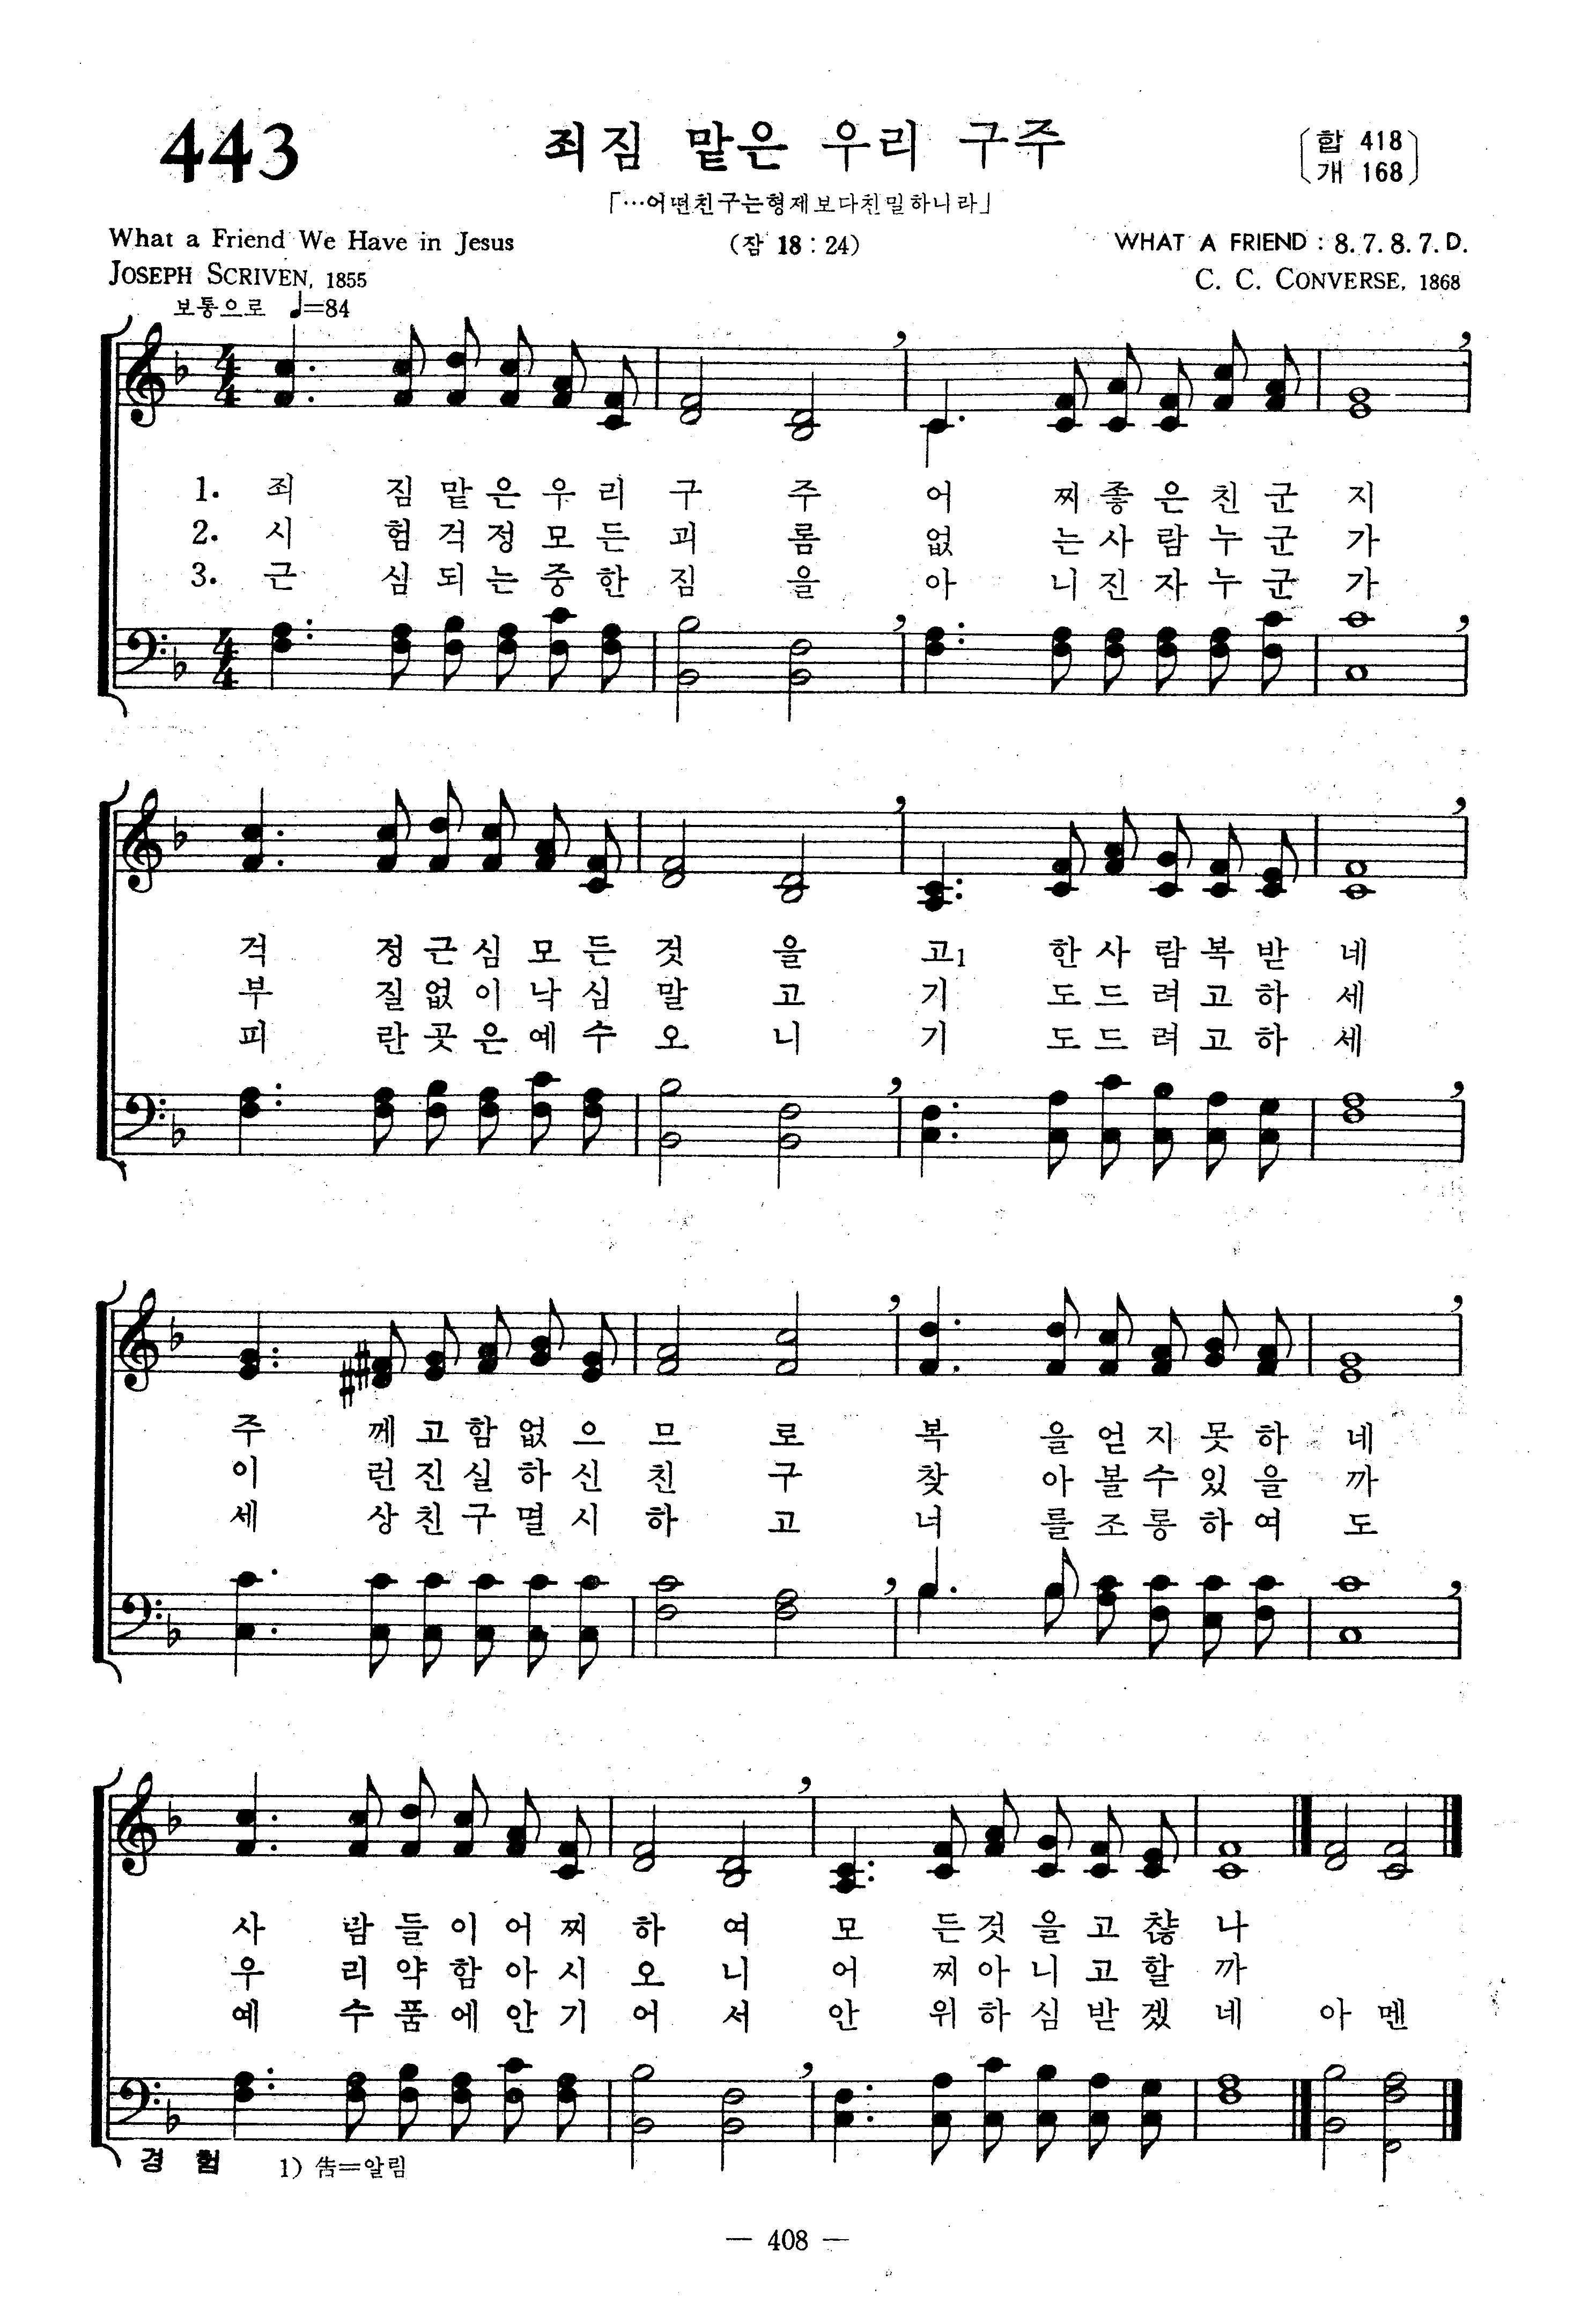 443
죄짐 맡은 우리 구주
〔합 418
개 168〕
「…어떤친구는형제보다친밀하니라」
What a Friend We Have in Jesus
(잠 18 : 24)
WHAT A FRIEND : 8. 7. 8. 7. D.
JOSEPH SCRIVEN, 1855
C. C. CONVERSE, 1868
보통으로 ♩=84
1. 죄 짐맡은우리 구 주 어 찌좋은친군 지
2. 시 험걱정모든 괴 롬 없 는사람누군 가
3. 근 심되는중한 짐 을 아 니진자누군 가
걱 정근심모든 것 을 고1 한사람복받 네
부 질없이낙심 말 고 기 도드려고하 세
피 란곳은예수 오 니 기 도드려고하 세
주 께고함없으 므 로 복 을얻지못하 네
이 런진실하신 친 구 찾 아볼수있을 까
세 상친구멸시 하 고 너 를조롱하여 도
사 람들이어찌 하 여 모 든것을고찮 나
우 리약함아시 오 니 어 찌아니고할 까
예 수품에안기 어 서 안 위하심받겠 네 아 멘
경 험 1) 告=알림
— 408 —